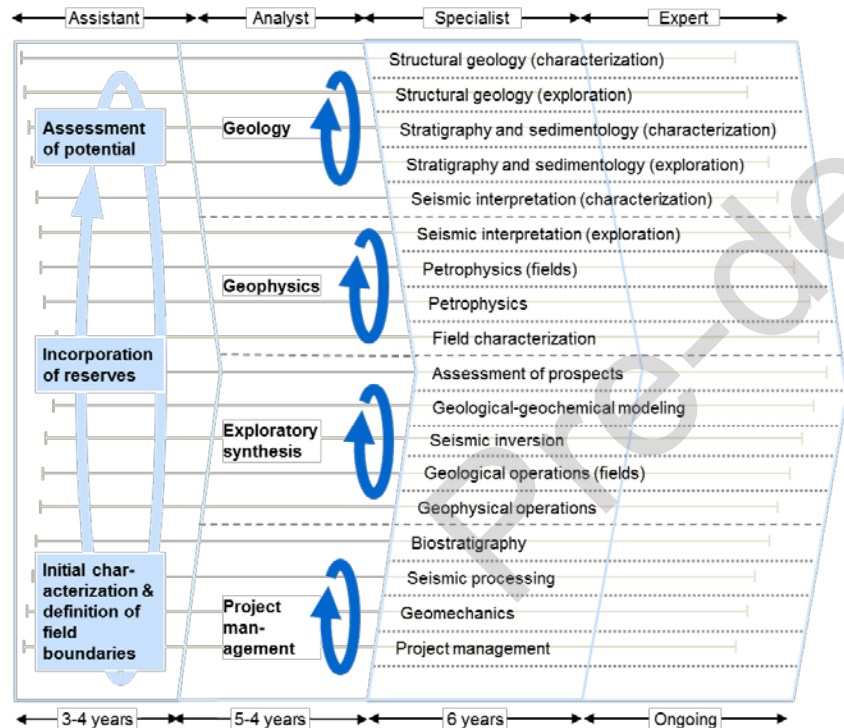 Assistant
Analyst
Specialist
Expert
Structural geology (characterization)
Structural geology (exploration)
Assessment
of potential
Geology
Stratigraphy and sedimentology (characterization)
Stratigraphy and sedimentology (exploration)
Seismic interpretation (characterization)
Seismic interpretation (exploration)
Geophysics
Petrophysics (fields)
Petrophysics
Field characterization
Incorporation
of reserves
Assessment of prospects
Geological-geochemical modeling
Exploratory
synthesis
Seismic inversion
Geological operations (fields)
Geophysical operations
Biostratigraphy
Initial char-
acterization &
definition of
field
boundaries
Seismic processing
Project
man-
agement
Geomechanics
Project management
3-4 years
5-4 years
6 years
Ongoing
Pre-de